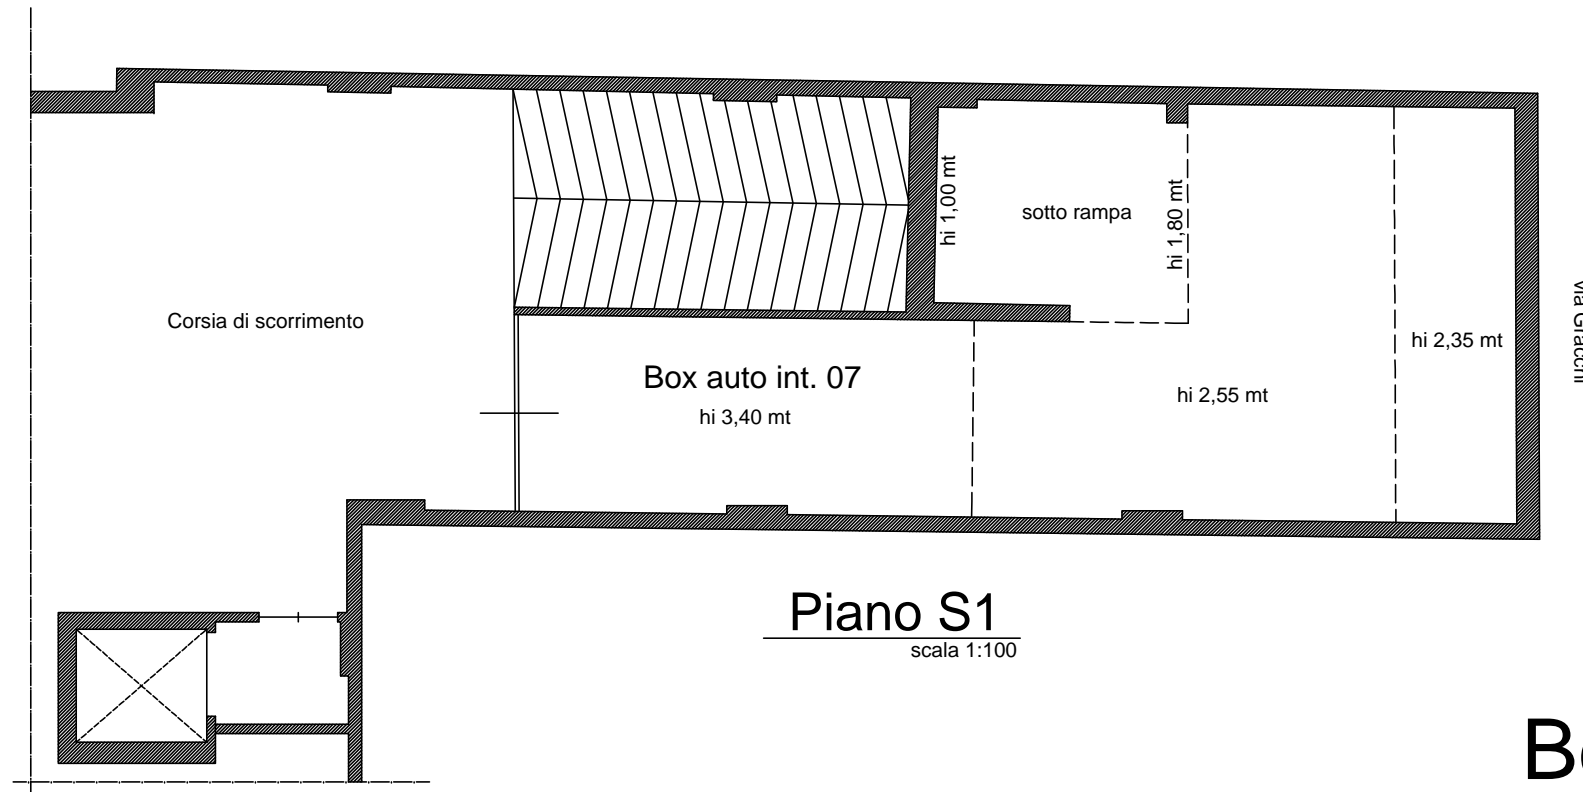 hi 1,00 mt
sotto rampa
hi 1,80 mt
Corsia di scorrimento
hi 2,35 mt
Box auto int. 07
hi 3,40 mt
hi 2,55 mt
Piano S1
scala 1:100